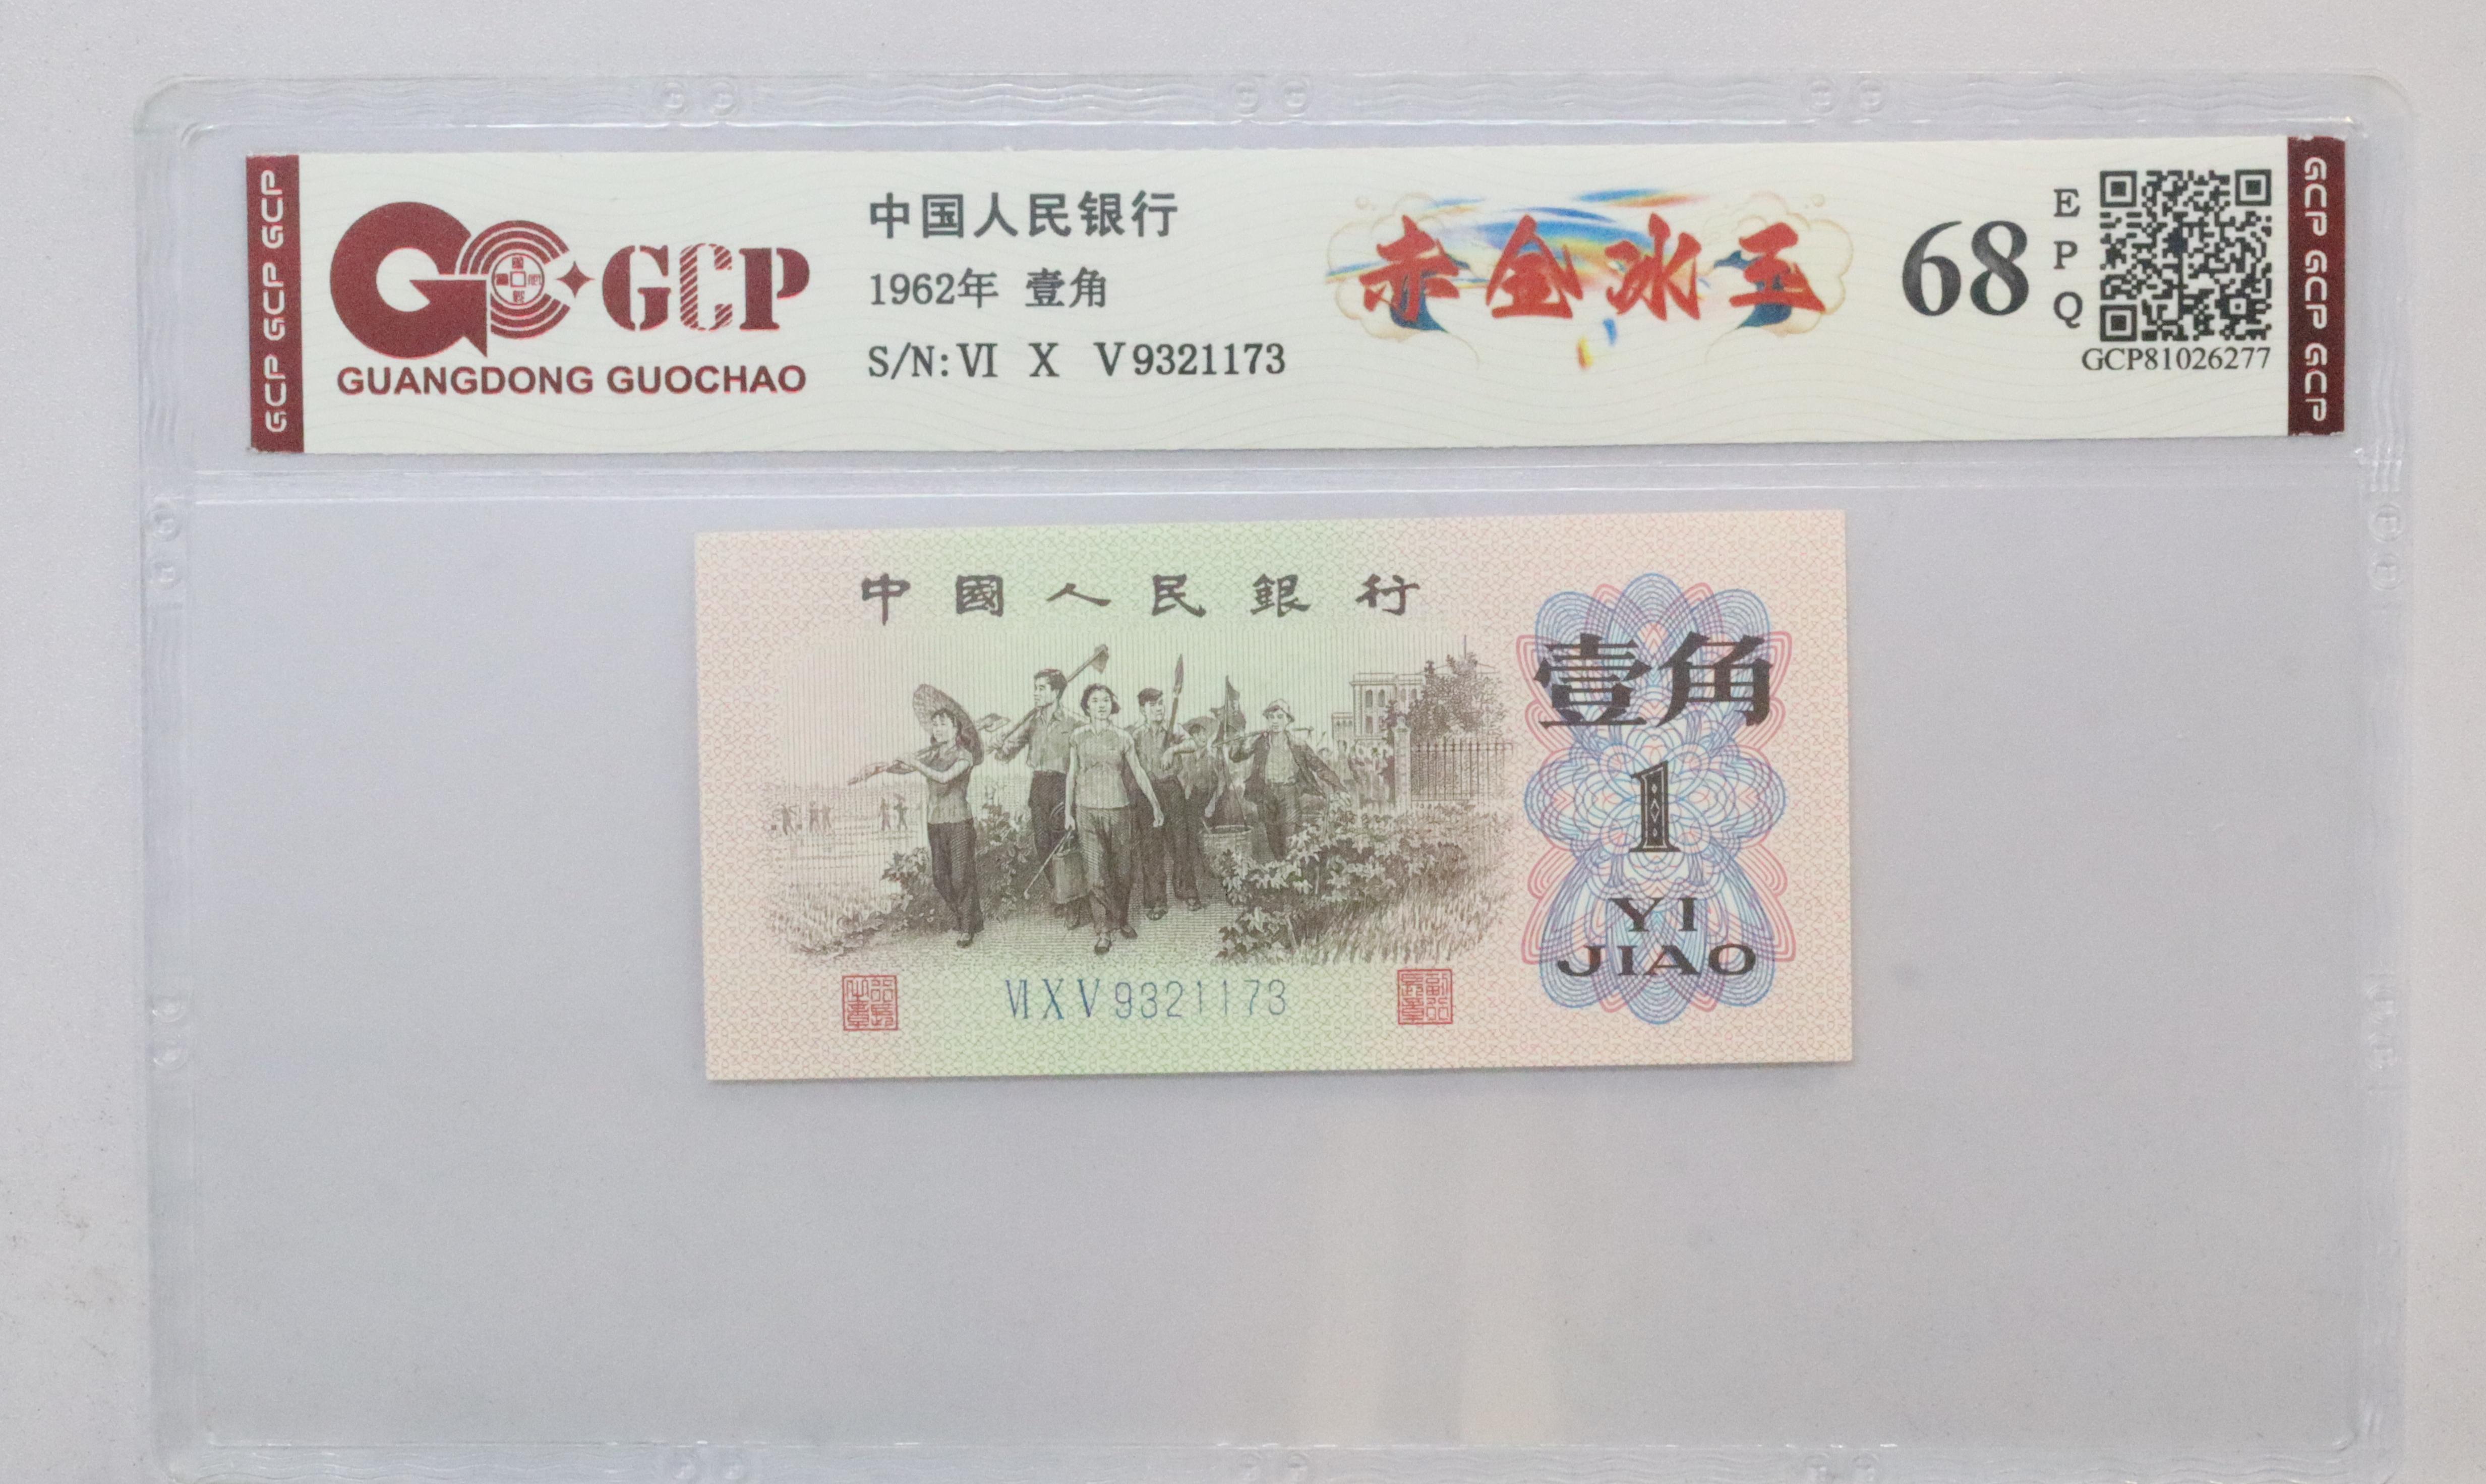 GCP GCP GCP
GCP
GUANGDONG GUOCHAO
中国人民银行
1962年 壹角
S/N: Ⅵ Ⅹ Ⅴ 9321173
赤金冰玉
68
E
P
Q
GCP81026277
GCP GCP GCP
中國人民銀行
壹角
1
YI
JIAO
ⅥⅩⅤ 9321173